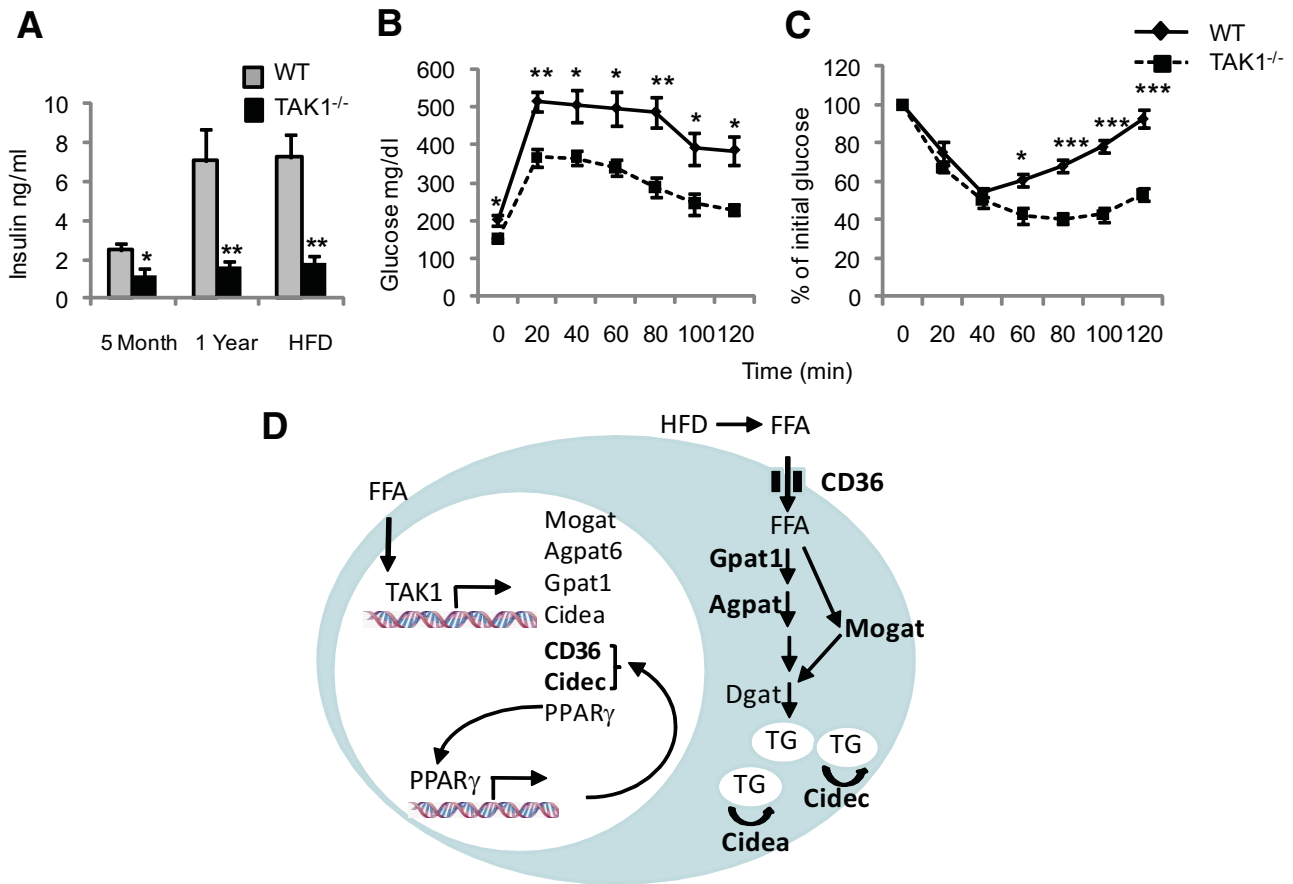 A
WT
TAK1-/-
Insulin ng/ml
10
8
6
4
2
0
*
**
**
5 Month 1 Year HFD
B
Glucose mg/dl
600
500
400
300
200
100
0
*
**
*
*
**
*
*
0 20 40 60 80 100 120
C
WT
TAK1-/-
% of initial glucose
120
100
80
60
40
20
0
*
***
***
***
0 20 40 60 80 100 120
Time (min)
D
HFD FFA
CD36
FFA
Gpat1
Agpat
Mogat
Dgat
TG
TG
TG
Cidec
Cidea
FFA
TAK1
Mogat
Agpat6
Gpat1
Cidea
CD36
Cidec
PPARγ
PPARγ